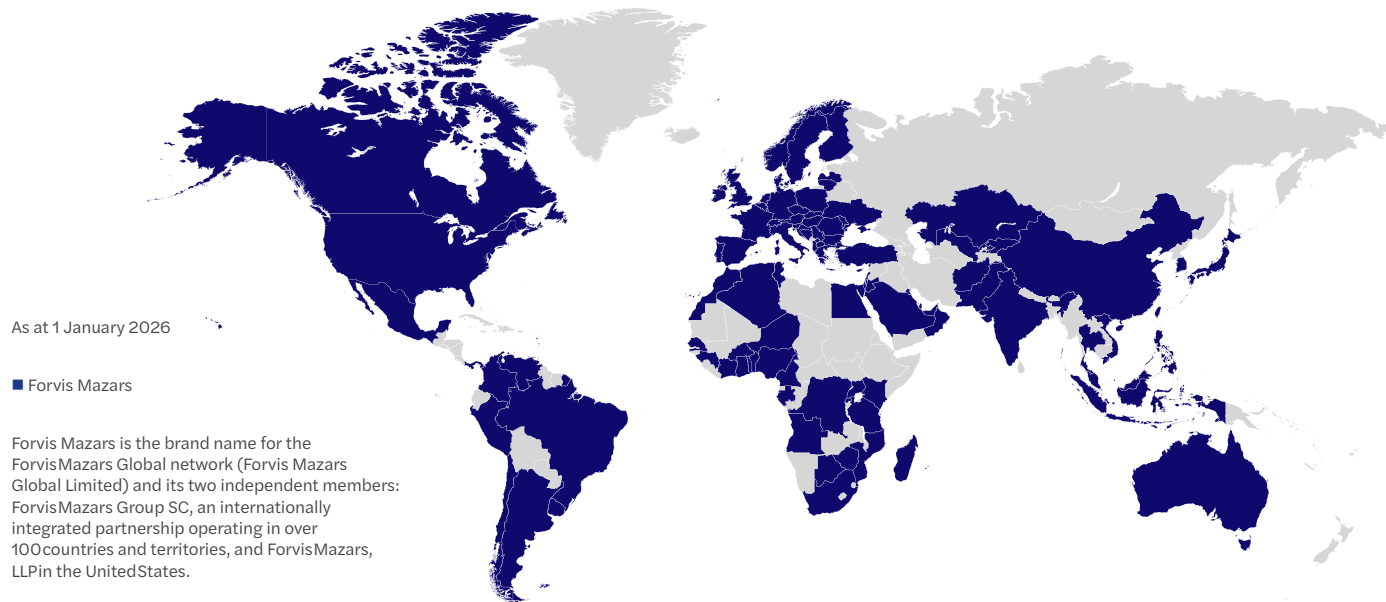 As at 1 January 2026
Forvis Mazars
Forvis Mazars is the brand name for the
ForvisMazars Global network (Forvis Mazars
Global Limited) and its two independent members:
ForvisMazars Group SC, an internationally
integrated partnership operating in over
100countries and territories, and ForvisMazars,
LLPin the UnitedStates.